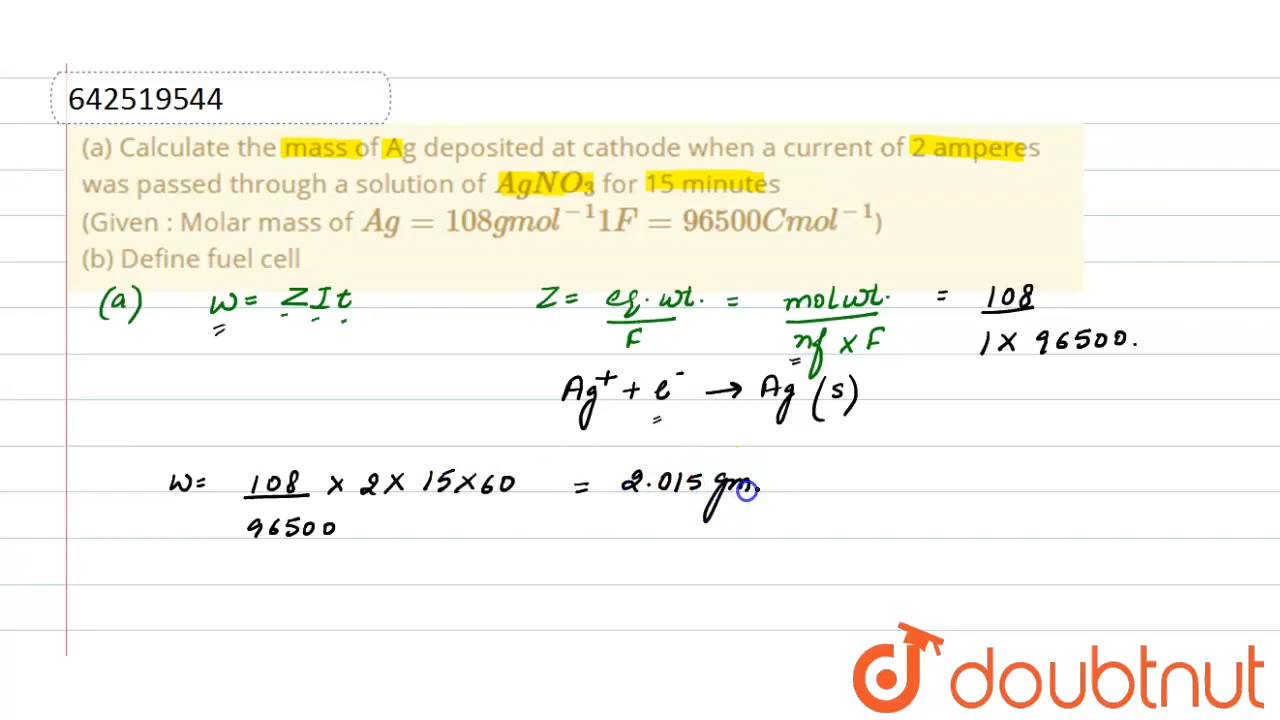 642519544
(a) Calculate the mass of Ag deposited at cathode when a current of 2 amperes
was passed through a solution of AgNO₃ for 15 minutes
(Given : Molar mass of Ag = 108gmol⁻¹1F = 96500Cmol⁻¹)
(b) Define fuel cell
(a) W = ZIt Z = eq. wt. / F = mol wt. / nf × F = 108 / 1 × 96500.
Ag⁺ + e⁻ → Ag (s)
W = 108 / 96500 × 2 × 15 × 60 = 2.015 gm.
doubtnut